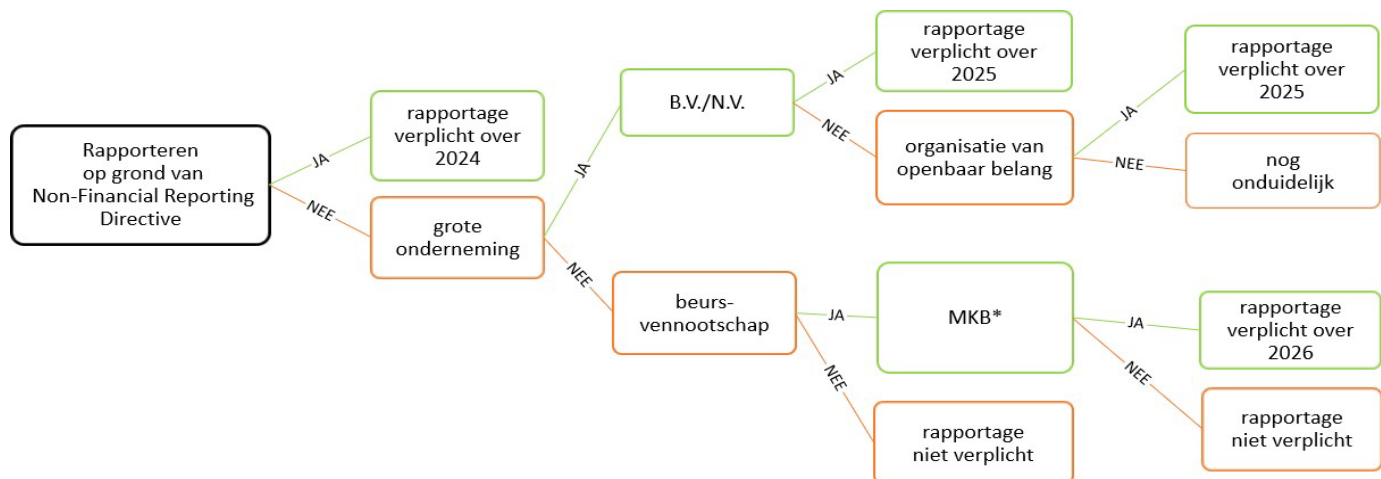 Rapporteren
op grond van
Non-Financial Reporting
Directive
JA
NEE
rapportage
verplicht over
2024
grote
onderneming
JA
NEE
B.V./N.V.
JA
NEE
rapportage
verplicht over
2025
organisatie van
openbaar belang
JA
NEE
rapportage
verplicht over
2025
nog
onduidelijk
beurs-
vennootschap
JA
NEE
MKB*
JA
NEE
rapportage
verplicht over
2026
rapportage
niet verplicht
rapportage
niet verplicht